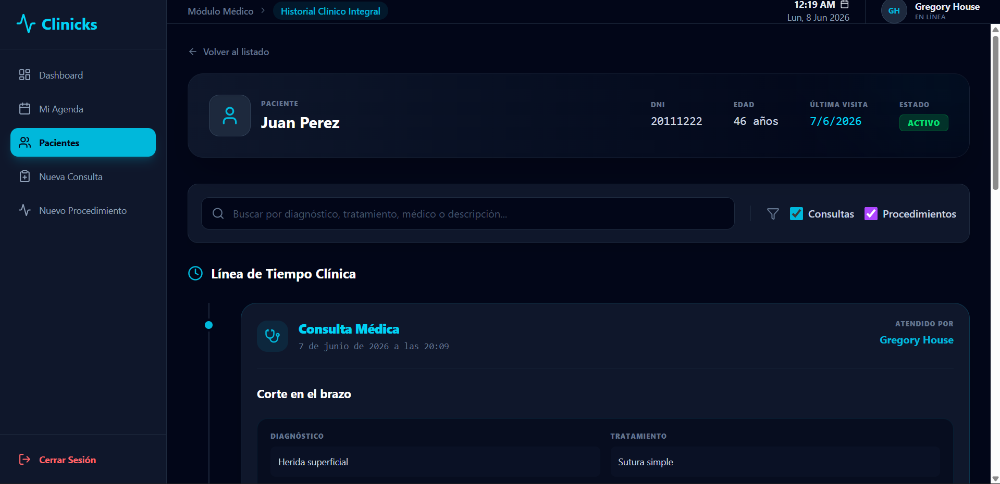 Clinicks
Dashboard
Mi Agenda
Pacientes
Nueva Consulta
Nuevo Procedimiento
Cerrar Sesión
Módulo Médico
Historial Clínico Integral
12:19 AM
Lun, 8 Jun 2026
GH
Gregory House
EN LÍNEA
Volver al listado
PACIENTE
Juan Perez
DNI
20111222
EDAD
46 años
ÚLTIMA VISITA
7/6/2026
ESTADO
ACTIVO
Buscar por diagnóstico, tratamiento, médico o descripción...
Consultas
Procedimientos
Línea de Tiempo Clínica
Consulta Médica
7 de junio de 2026 a las 20:09
ATENDIDO POR
Gregory House
Corte en el brazo
DIAGNÓSTICO
Herida superficial
TRATAMIENTO
Sutura simple